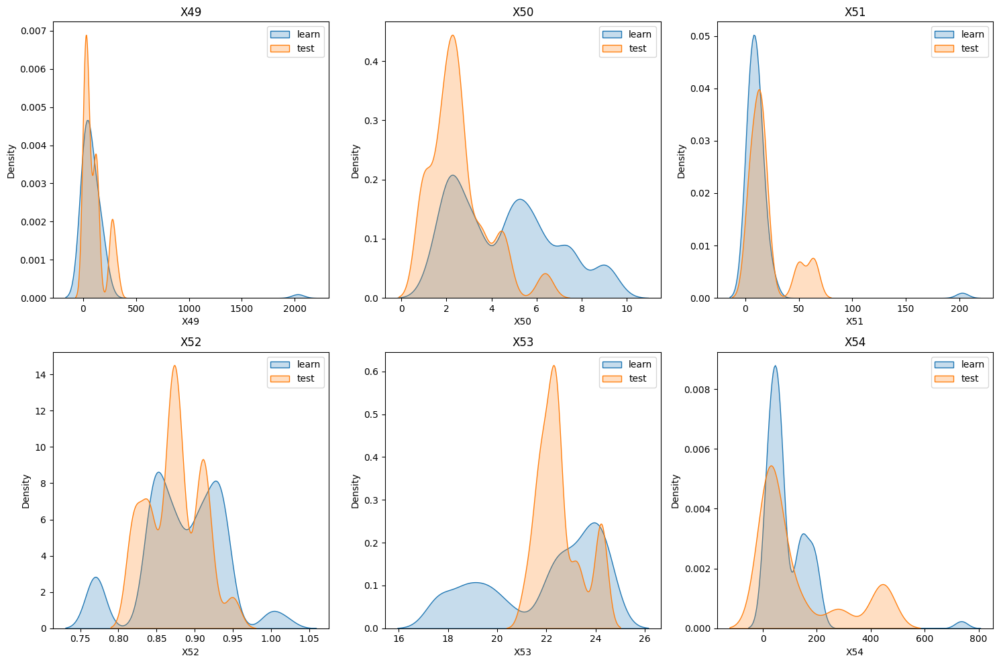 X49
0.007
0.006
0.005
0.004
0.003
0.002
0.001
0.000
Density
0
500
1000
1500
2000
X49
learn
test
X50
0.4
0.3
0.2
0.1
0.0
Density
0
2
4
6
8
10
X50
learn
test
X51
0.05
0.04
0.03
0.02
0.01
0.00
Density
0
50
100
150
200
X51
learn
test
X52
14
12
10
8
6
4
2
0
Density
0.75
0.80
0.85
0.90
0.95
1.00
1.05
X52
learn
test
X53
0.6
0.5
0.4
0.3
0.2
0.1
0.0
Density
16
18
20
22
24
26
X53
learn
test
X54
0.008
0.006
0.004
0.002
0.000
Density
0
200
400
600
800
X54
learn
test